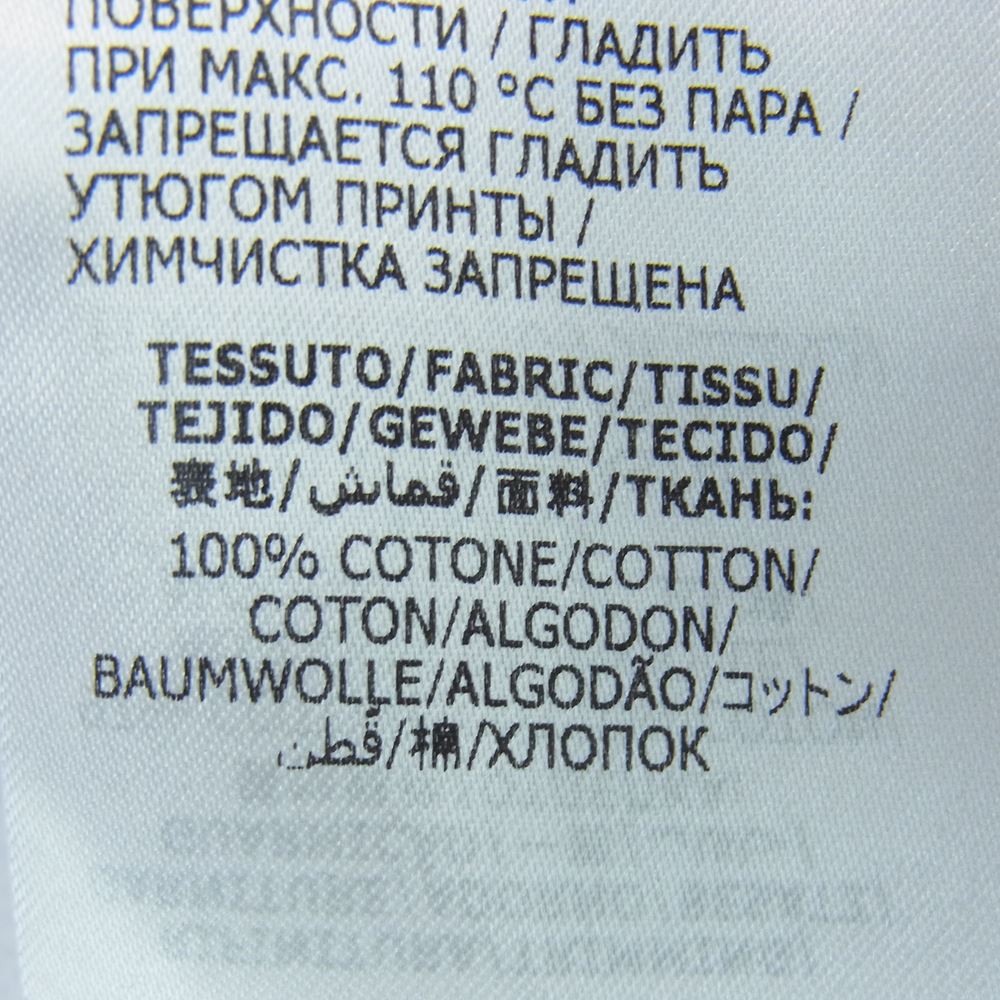 ПОВЕРХНОСТИ / ГЛАДИТЬ
ПРИ МАКС. 110 °C БЕЗ ПАРА /
ЗАПРЕЩАЕТСЯ ГЛАДИТЬ
УТЮГОМ ПРИНТЫ /
ХИМЧИСТКА ЗАПРЕЩЕНА
TESSUTO/FABRIC/TISSU/
TEJIDO/GEWEBE/TECIDO/
表地/قماش/面料/ТКАНЬ:
100% COTONE/COTTON/
COTON/ALGODON/
BAUMWOLLE/ALGODÃO/コットン/
قطن/棉/ХЛОПОК